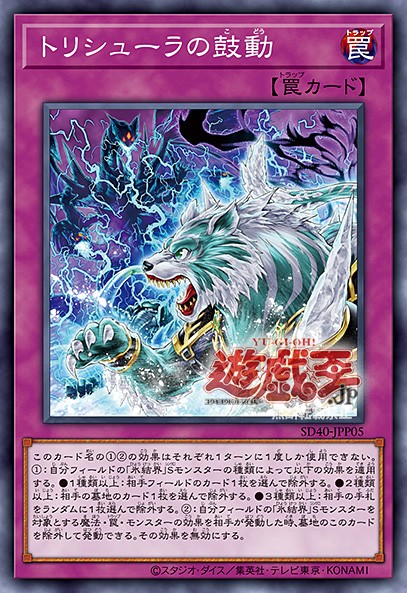 トリシューラの鼓動
こ どう
トラップ
罠
トラップ
【罠カード】
YU-GI-OH!
遊戯王.jp
SD40-JPP05
このカード名の①②の効果はそれぞれ1ターンに1度しか使用できない。
①:自分フィールドの「氷結界」Sモンスターの種類によって以下の効果を適用
する。●1種類以上:相手フィールドのカード1枚を選んで除外する。●2種類
以上:相手の墓地のカード1枚を選んで除外する。●3種類以上:相手の手札
をランダムに1枚選んで除外する。②:自分フィールドの「氷結界」Sモンスターを
対象とする魔法・罠・モンスターの効果を相手が発動した時、墓地のこのカード
を除外して発動できる。その効果を無効にする。
©スタジオ・ダイス/集英社・テレビ東京・KONAMI